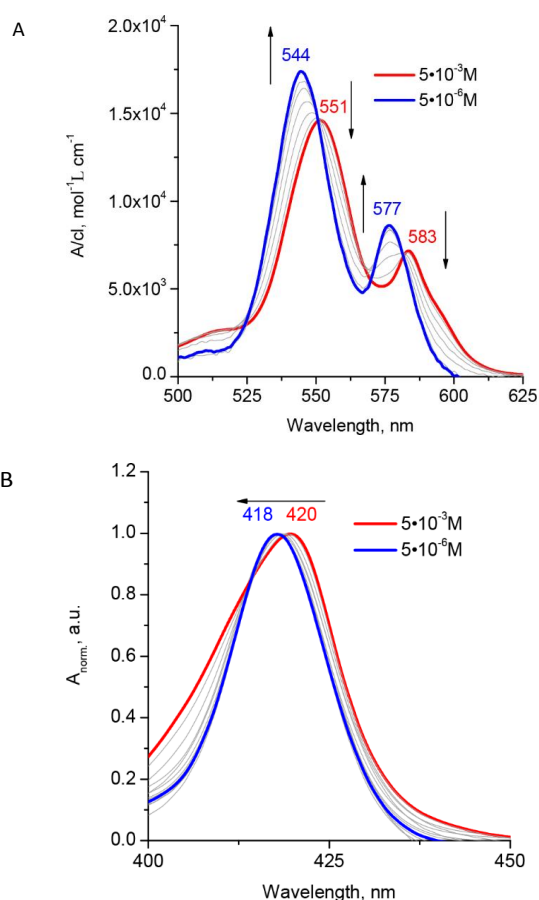 A
2.0x10⁴
1.5x10⁴
1.0x10⁴
5.0x10³
0.0
A/cl, mol⁻¹L cm⁻¹
544
551
577
583
5•10⁻³M
5•10⁻⁶M
500 525 550 575 600 625
Wavelength, nm
B
1.2
1.0
0.8
0.6
0.4
0.2
0.0
Aₙₒᵣₘ., a.u.
418 420
5•10⁻³M
5•10⁻⁶M
400 425 450
Wavelength, nm